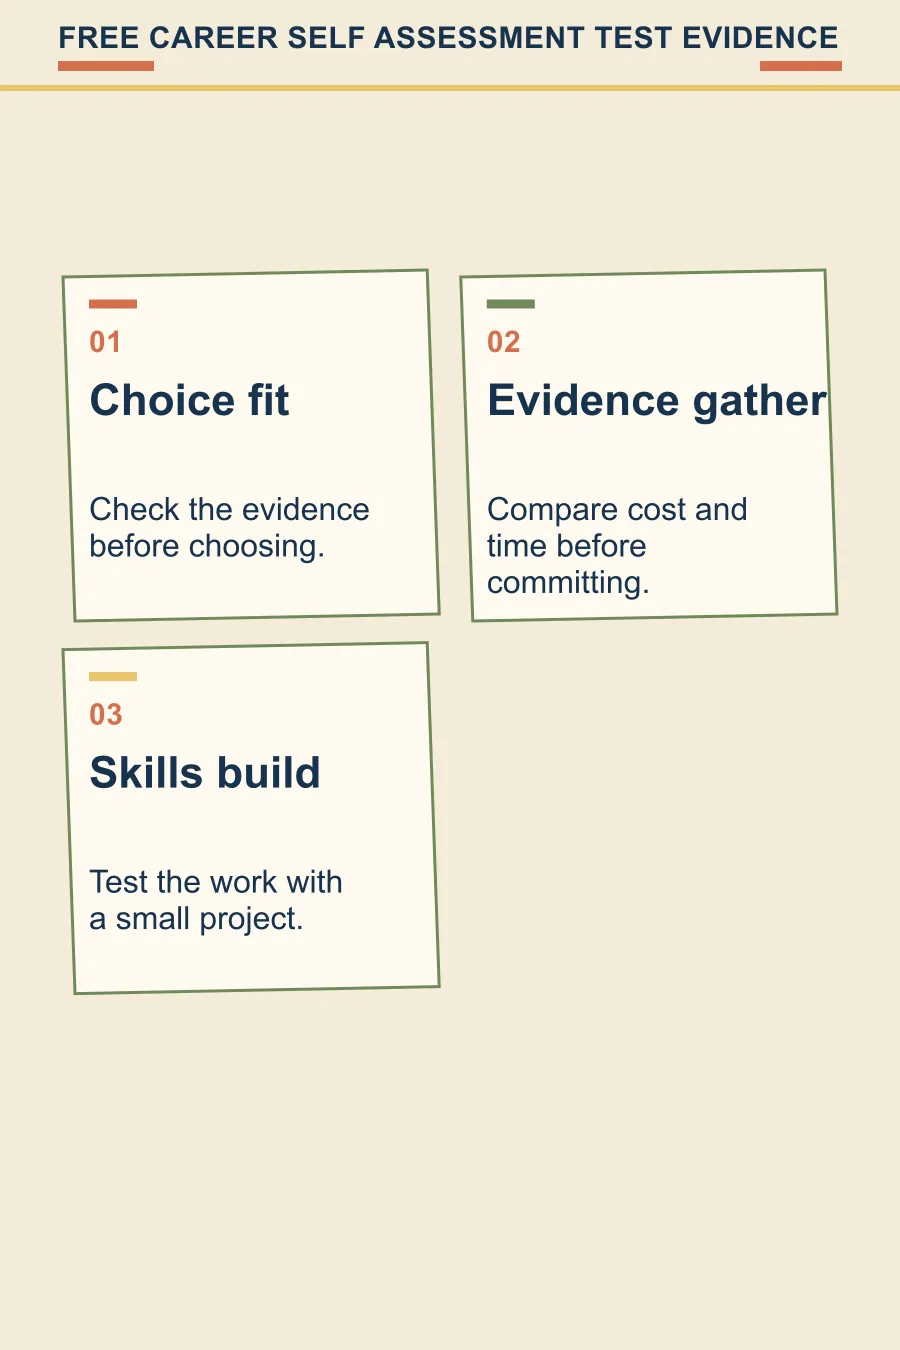 FREE CAREER SELF ASSESSMENT TEST EVIDENCE
01
Choice fit
Check the evidence
before choosing.
02
Evidence gather
Compare cost and
time before
committing.
03
Skills build
Test the work with
a small project.